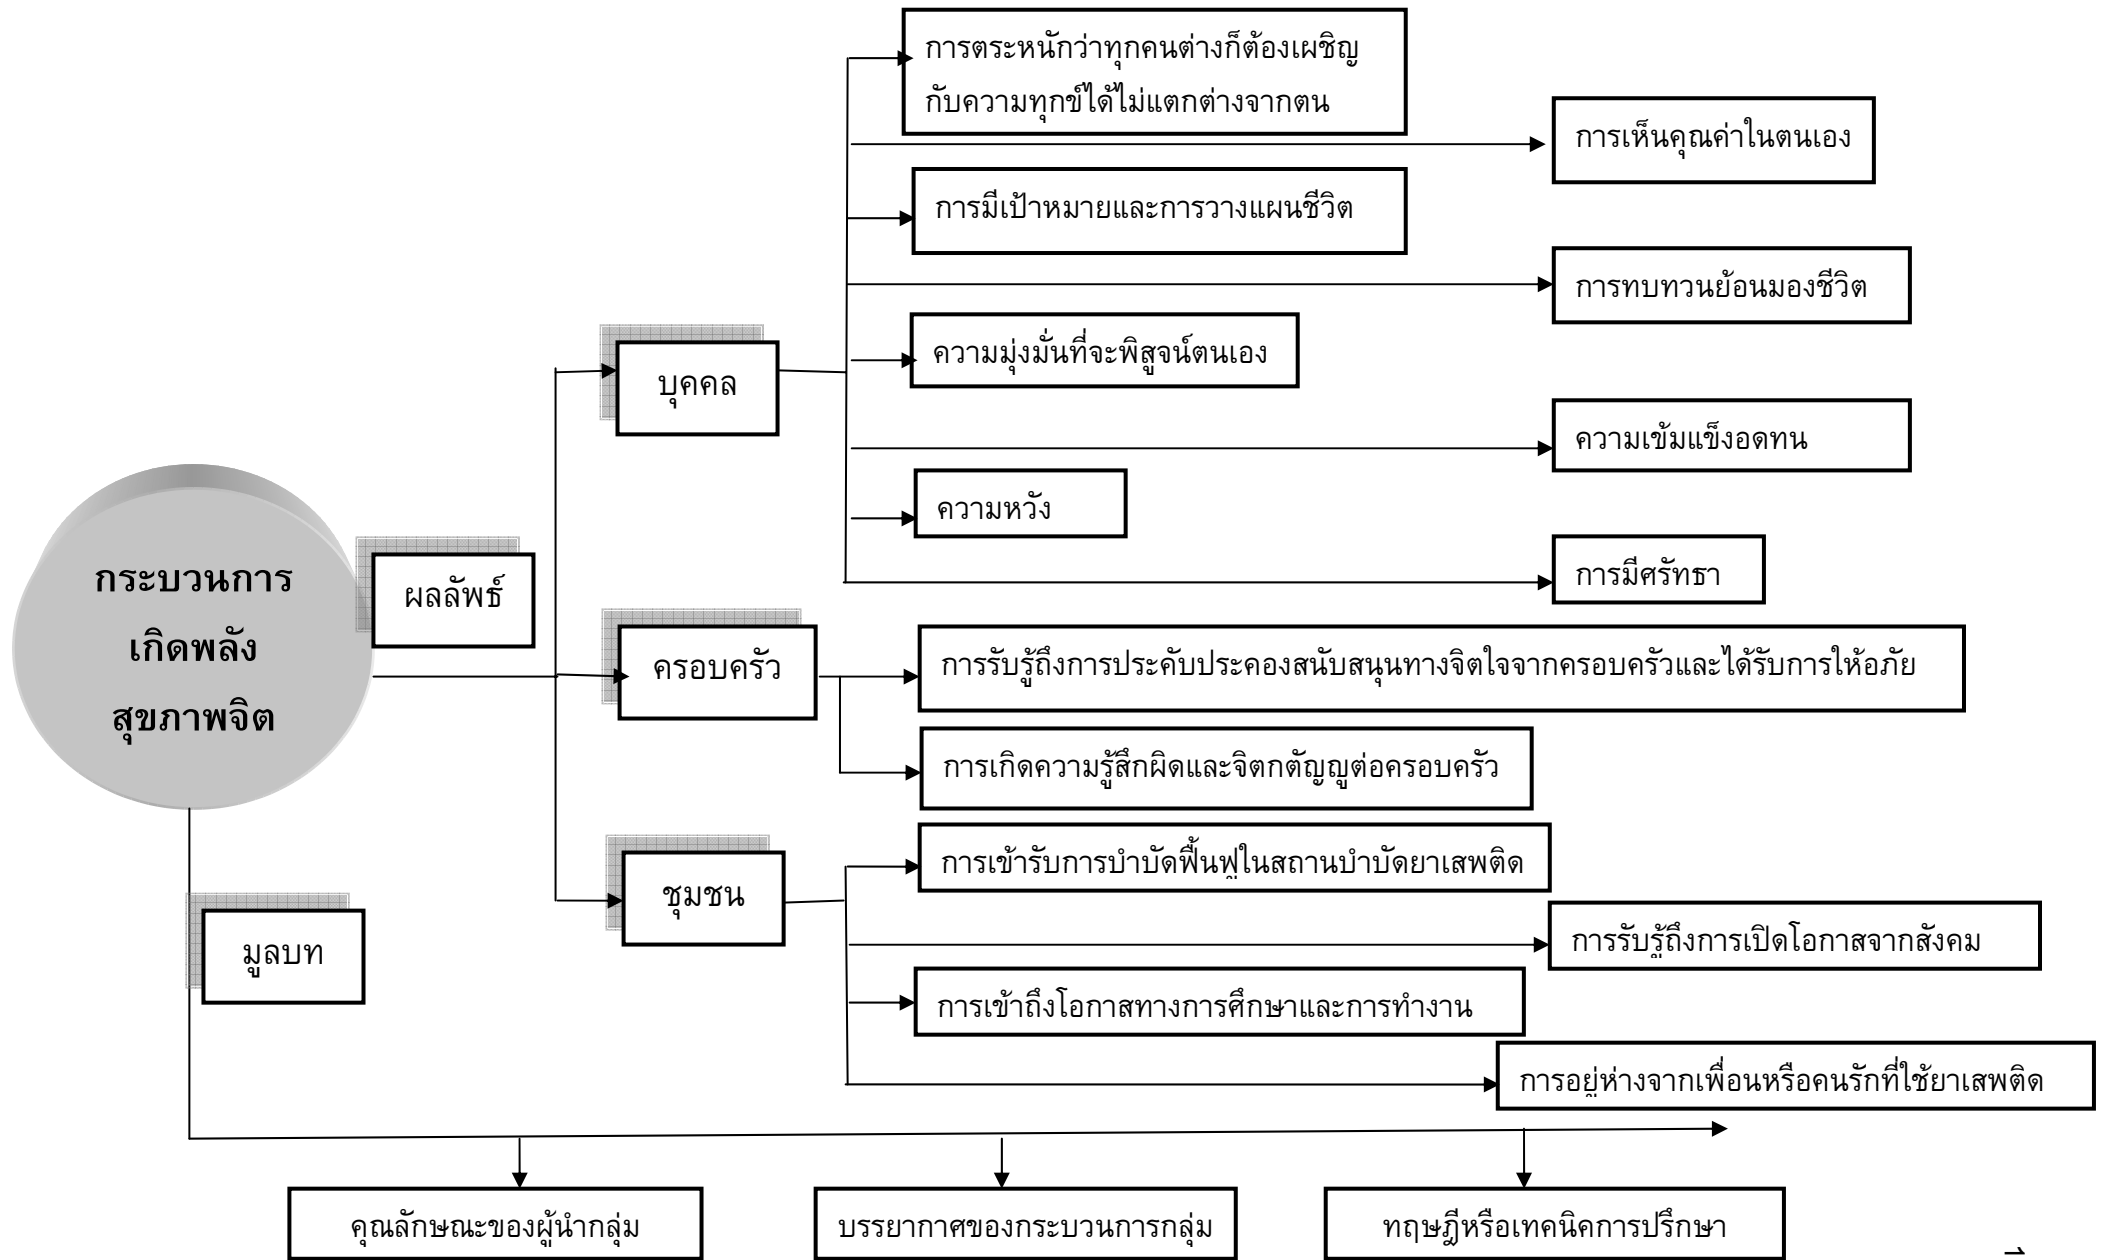 การตระหนักว่าทุกคนต่างก็ต้องเผชิญ
กับความทุกข์ได้ไม่แตกต่างจากตน
การเห็นคุณค่าในตนเอง
การมีเป้าหมายและการวางแผนชีวิต
การทบทวนย้อนมองชีวิต
ความมุ่งมั่นที่จะพิสูจน์ตนเอง
บุคคล
ความเข้มแข็งอดทน
ความหวัง
การมีศรัทธา
กระบวนการ
เกิดพลัง
สุขภาพจิต
ผลลัพธ์
ครอบครัว
การรับรู้ถึงการประคับประคองสนับสนุนทางจิตใจจากครอบครัวและได้รับการให้อภัย
การเกิดความรู้สึกผิดและจิตกตัญญูต่อครอบครัว
การเข้ารับการบำบัดฟื้นฟูในสถานบำบัดยาเสพติด
ชุมชน
การรับรู้ถึงการเปิดโอกาสจากสังคม
มูลบท
การเข้าถึงโอกาสทางการศึกษาและการทำงาน
การอยู่ห่างจากเพื่อนหรือคนรักที่ใช้ยาเสพติด
คุณลักษณะของผู้นำกลุ่ม
บรรยากาศของกระบวนการกลุ่ม
ทฤษฎีหรือเทคนิคการปรึกษา